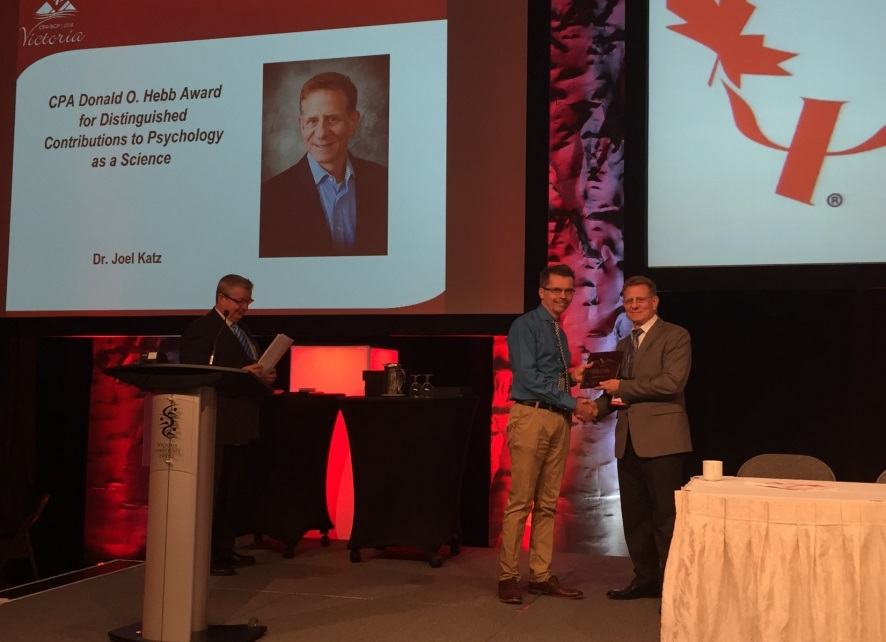 Victoria
CPA Donald O. Hebb Award
for Distinguished
Contributions to Psychology
as a Science
Dr. Joel Katz
®